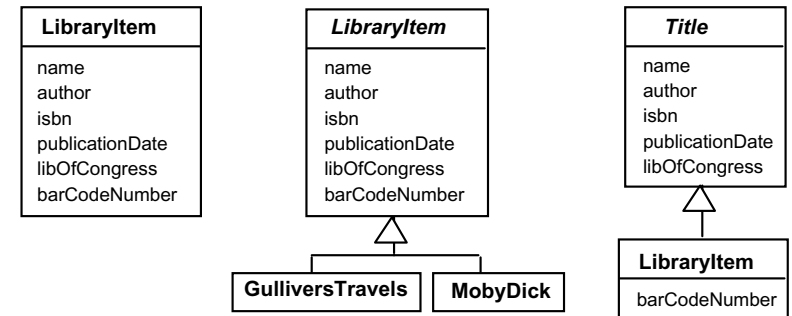 LibraryItem
name
author
isbn
publicationDate
libOfCongress
barCodeNumber
LibraryItem
name
author
isbn
publicationDate
libOfCongress
barCodeNumber
GulliversTravels
MobyDick
Title
name
author
isbn
publicationDate
libOfCongress
LibraryItem
barCodeNumber